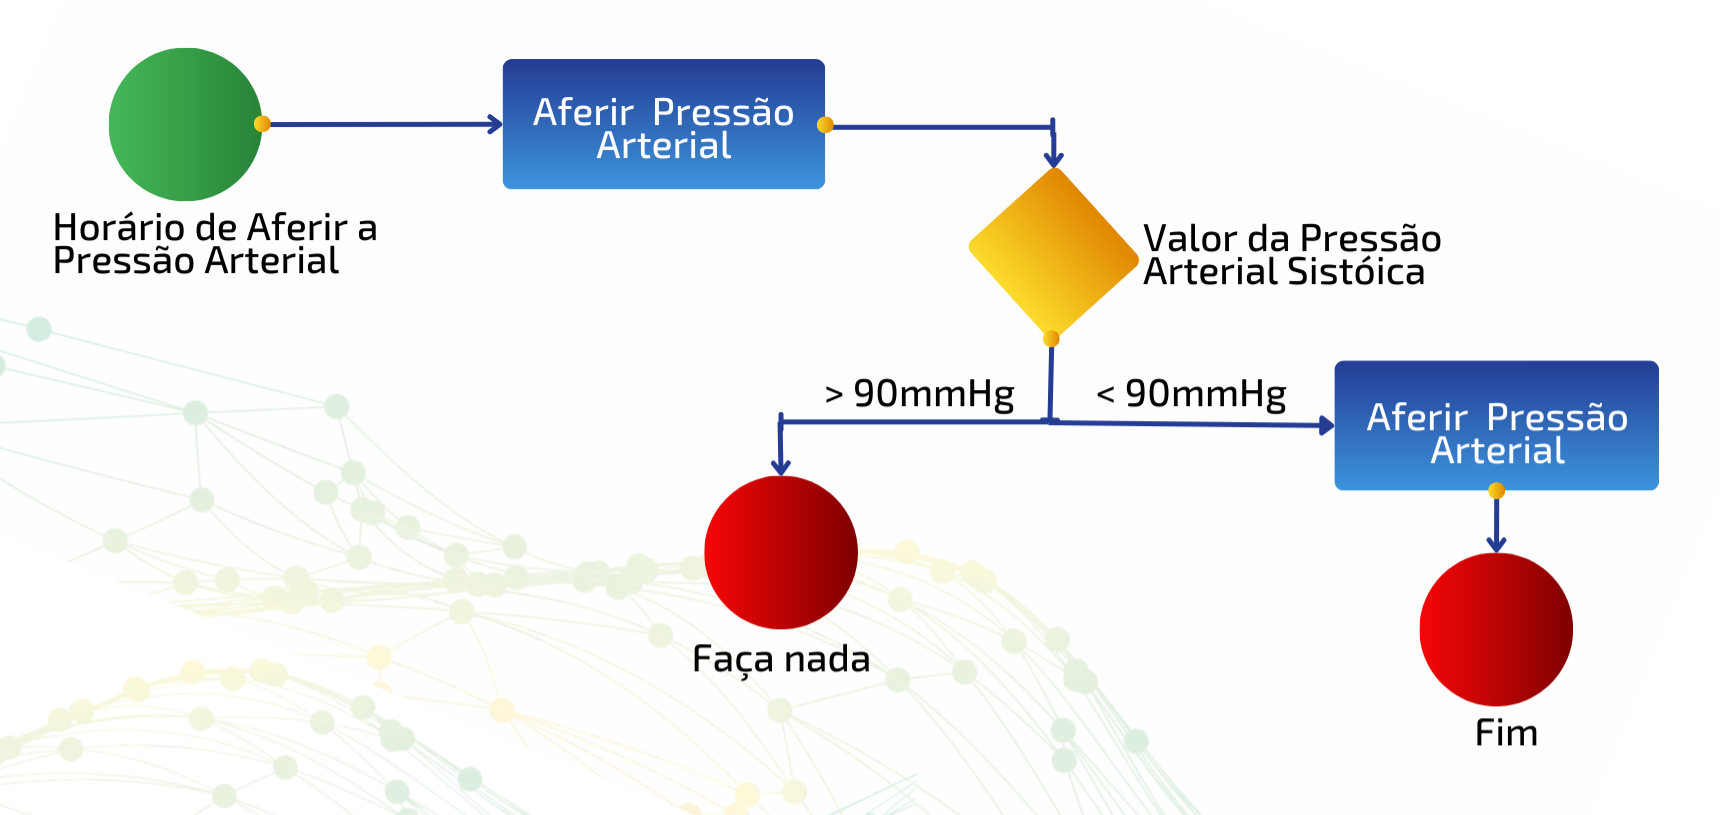 Aferir Pressão
Arterial
Horário de Aferir a
Pressão Arterial
Valor da Pressão
Arterial Sistóica
> 90mmHg
< 90mmHg
Aferir Pressão
Arterial
Faça nada
Fim